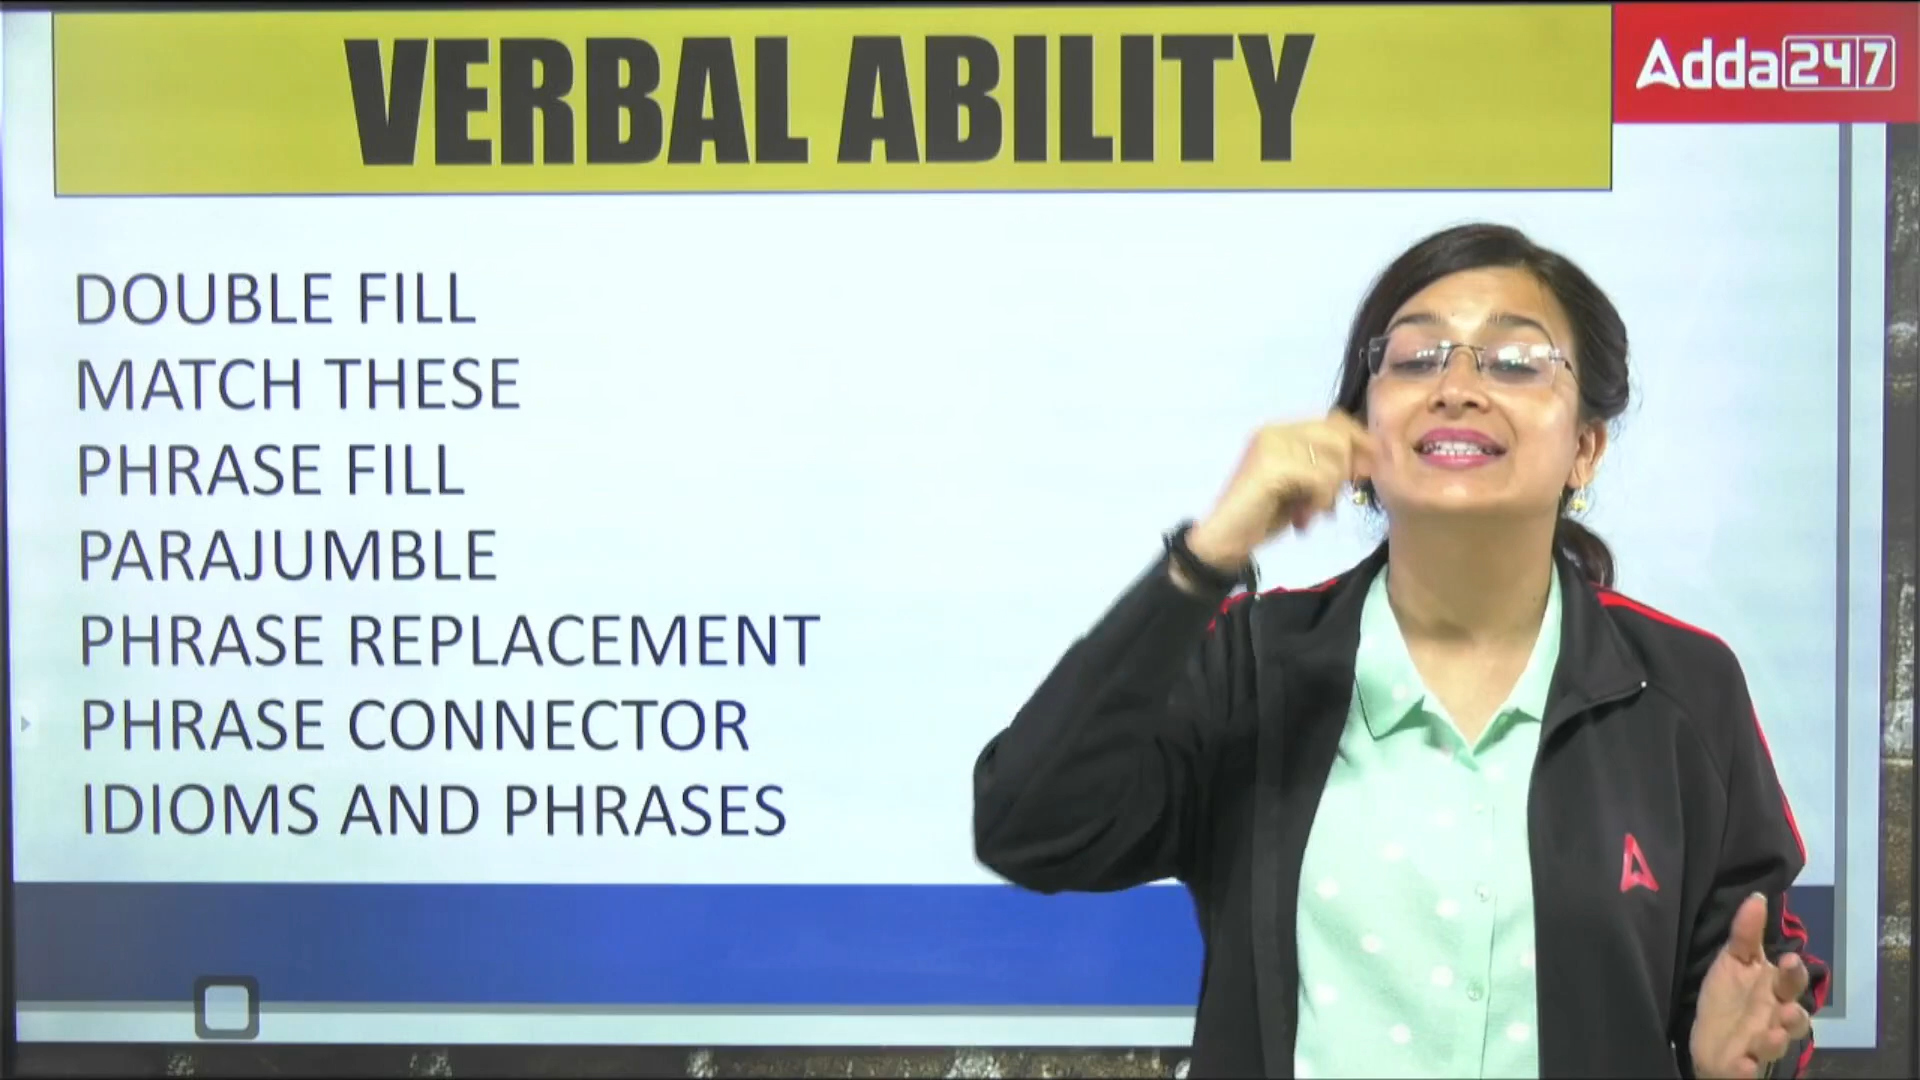 VERBAL ABILITY
Adda247
DOUBLE FILL
MATCH THESE
PHRASE FILL
PARAJUMBLE
PHRASE REPLACEMENT
PHRASE CONNECTOR
IDIOMS AND PHRASES